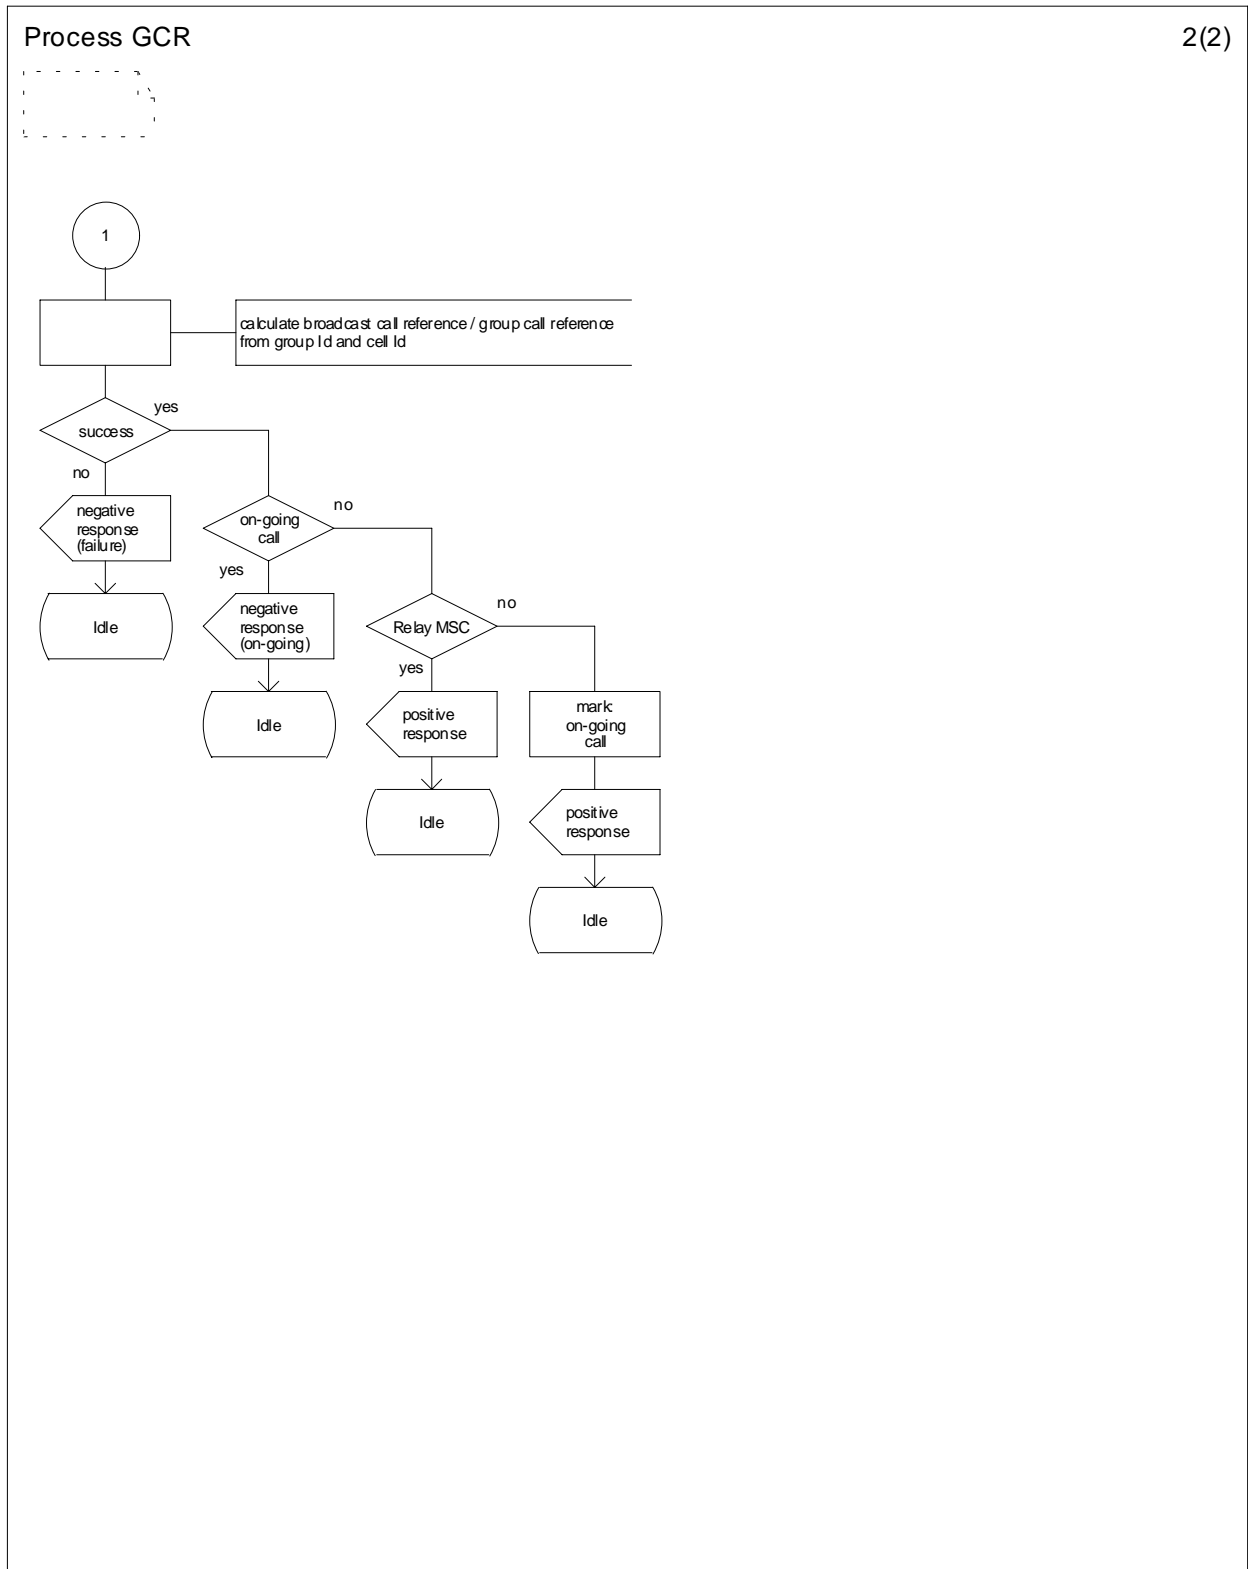 Process GCR
2(2)
1
calculate broadcast call reference / group call reference
from group Id and cell Id
yes
success
no
negative
response
(failure)
Idle
no
on-going
call
yes
negative
response
(on-going)
Idle
no
Relay MSC
yes
positive
response
Idle
mark:
on-going
call
positive
response
Idle